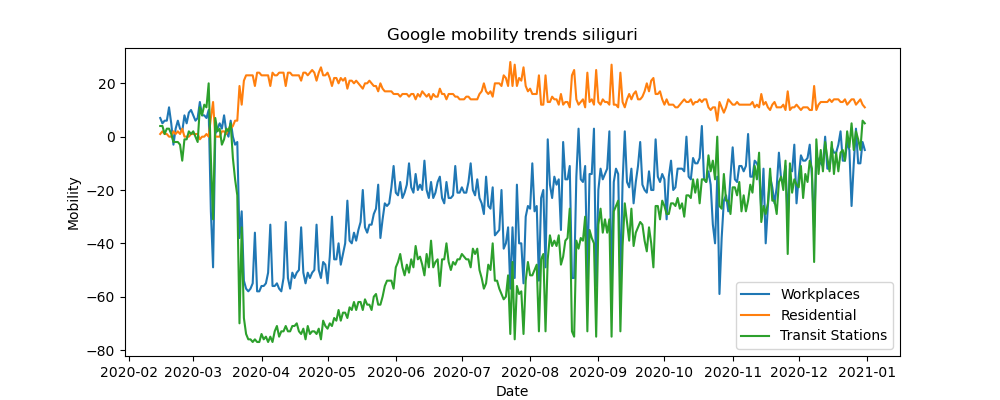 Google mobility trends siliguri
Mobility
20
0
−20
−40
−60
−80
2020-02 2020-03 2020-04 2020-05 2020-06 2020-07 2020-08 2020-09 2020-10 2020-11 2020-12 2021-01
Date
Workplaces
Residential
Transit Stations